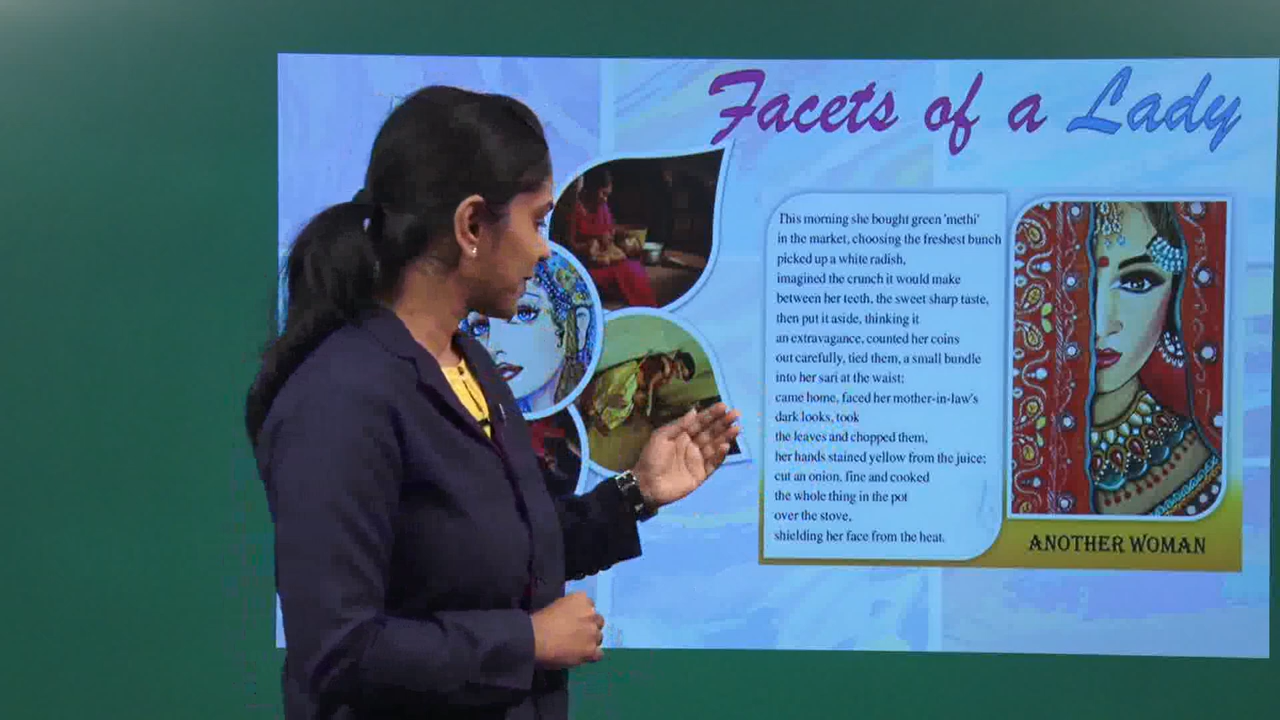 Facets of a Lady
This morning she bought green 'methi'
in the market, choosing the freshest bunch
picked up a white radish,
imagined the crunch it would make
between her teeth, the sweet sharp taste,
then put it aside, thinking it
an extravagance, counted her coins
out carefully, tied them, a small bundle
into her sari at the waist;
came home, faced her mother-in-law's
dark looks, took
the leaves and chopped them,
her hands stained yellow from the juice;
cut an onion, fine and cooked
the whole thing in the pot
over the stove,
shielding her face from the heat.
ANOTHER WOMAN